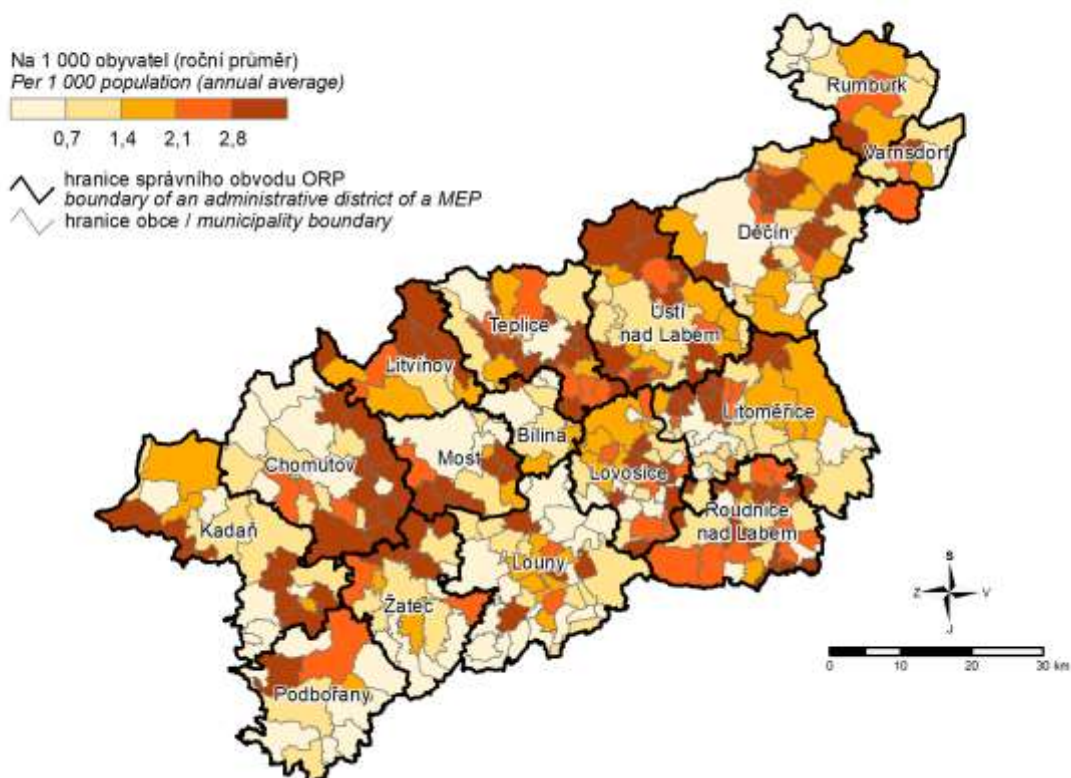 Na 1 000 obyvatel (roční průměr)
Per 1 000 population (annual average)
0,7 1,4 2,1 2,8
hranice správního obvodu ORP
boundary of an administrative district of a MEP
hranice obce / municipality boundary
Rumburk
Varnsdorf
Děčín
Ústí
nad Labem
Teplice
Litvínov
Litoměřice
Bílina
Most
Lovosice
Chomutov
Roudnice
nad Labem
Kadaň
Louny
Žatec
Podbořany
S
Z V
J
0 10 20 30 km